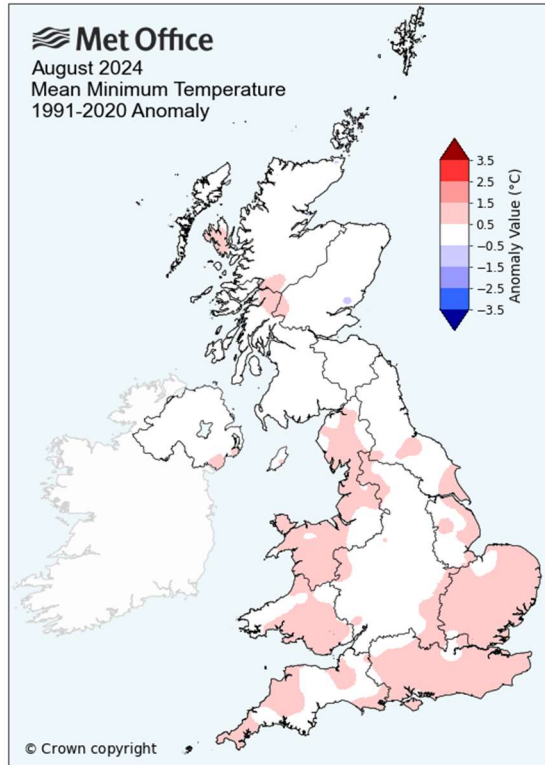 Met Office
August 2024
Mean Minimum Temperature
1991-2020 Anomaly
3.5
2.5
1.5
0.5
−0.5
−1.5
−2.5
−3.5
Anomaly Value (°C)
© Crown copyright